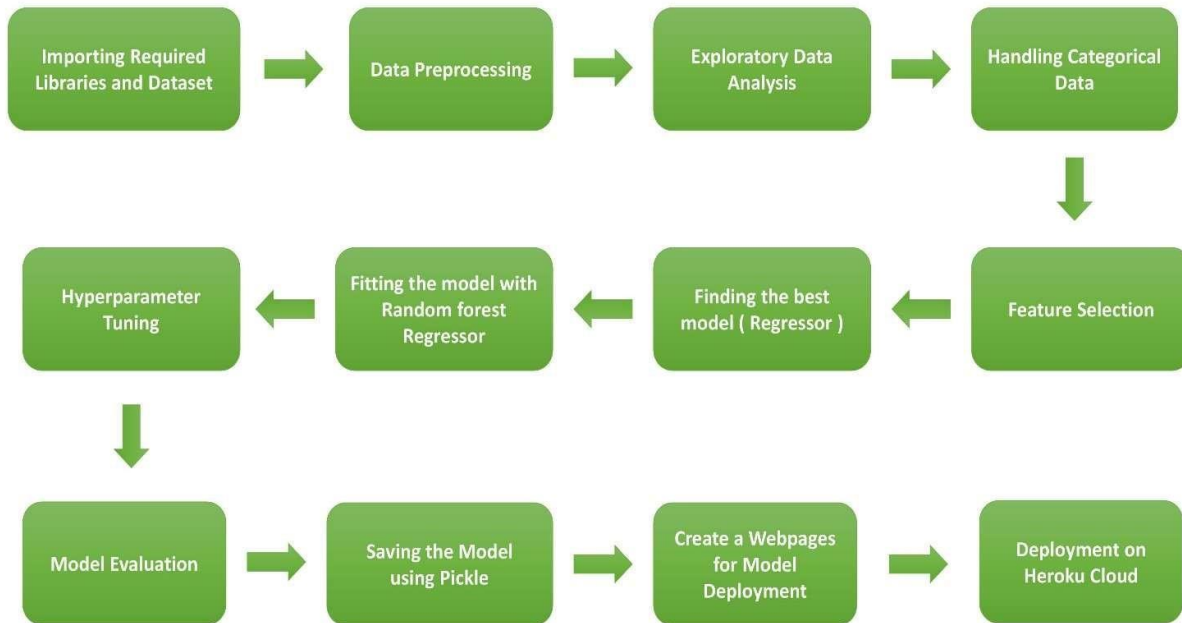 Importing Required
Libraries and Dataset
Data Preprocessing
Exploratory Data
Analysis
Handling Categorical
Data
Feature Selection
Finding the best
model ( Regressor )
Fitting the model with
Random forest
Regressor
Hyperparameter
Tuning
Model Evaluation
Saving the Model
using Pickle
Create a Webpages
for Model
Deployment
Deployment on
Heroku Cloud